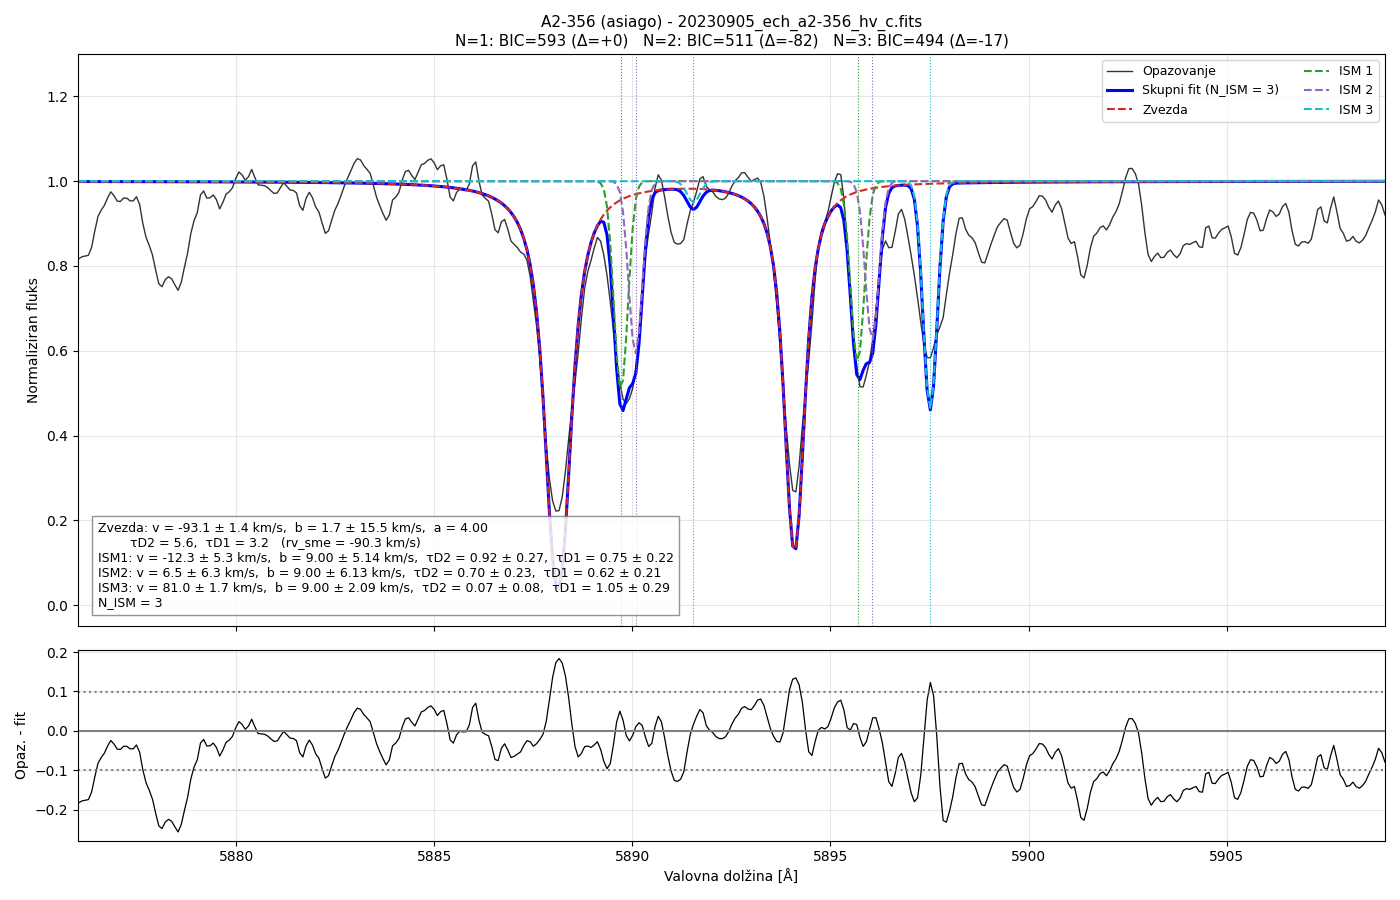 A2-356 (asiago) - 20230905_ech_a2-356_hv_c.fits
N=1: BIC=593 (Δ=+0)   N=2: BIC=511 (Δ=-82)   N=3: BIC=494 (Δ=-17)
Opazovanje
Skupni fit (N_ISM = 3)
Zvezda
ISM 1
ISM 2
ISM 3
Normaliziran fluks
1.2
1.0
0.8
0.6
0.4
0.2
0.0
Zvezda: v = -93.1 ± 1.4 km/s,  b = 1.7 ± 15.5 km/s,  a = 4.00
τD2 = 5.6,  τD1 = 3.2   (rv_sme = -90.3 km/s)
ISM1: v = -12.3 ± 5.3 km/s,  b = 9.00 ± 5.14 km/s,  τD2 = 0.92 ± 0.27,  τD1 = 0.75 ± 0.22
ISM2: v = 6.5 ± 6.3 km/s,  b = 9.00 ± 6.13 km/s,  τD2 = 0.70 ± 0.23,  τD1 = 0.62 ± 0.21
ISM3: v = 81.0 ± 1.7 km/s,  b = 9.00 ± 2.09 km/s,  τD2 = 0.07 ± 0.08,  τD1 = 1.05 ± 0.29
N_ISM = 3
Opaz. - fit
0.2
0.1
0.0
−0.1
−0.2
5880 5885 5890 5895 5900 5905
Valovna dolžina [Å]